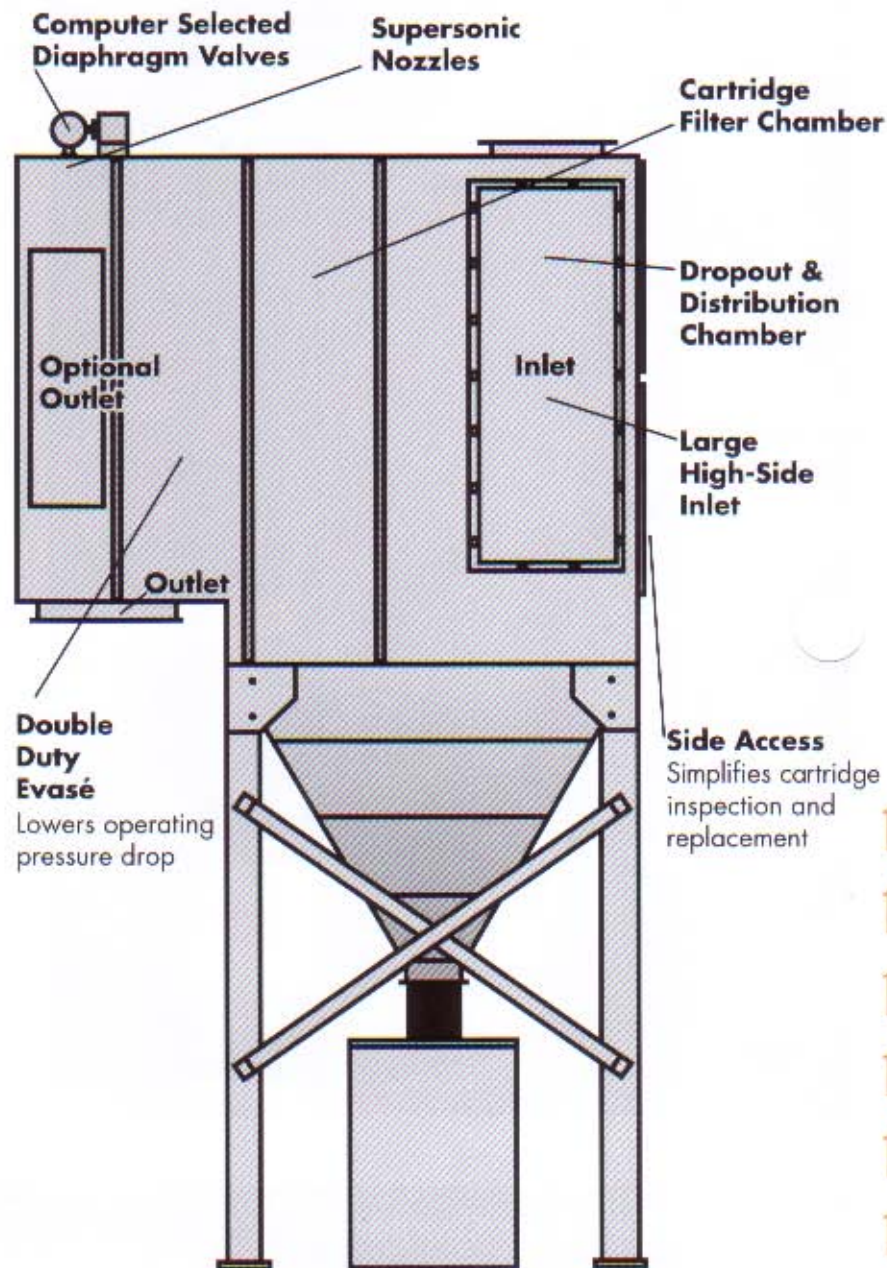 Computer Selected
Diaphragm Valves
Supersonic
Nozzles
Cartridge
Filter Chamber
Dropout &
Distribution
Chamber
Optional
Outlet
Inlet
Large
High-Side
Inlet
Outlet
Double
Duty
Evasé
Lowers operating
pressure drop
Side Access
Simplifies cartridge
inspection and
replacement